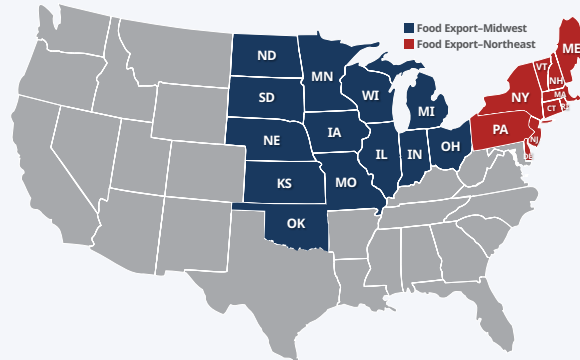 Food Export–Midwest
Food Export–Northeast
ME
ND
MN
VT
NH
SD
WI
NY
MA
MI
CT
RI
NE
IA
PA
NJ
IL
IN
OH
DE
KS
MO
OK